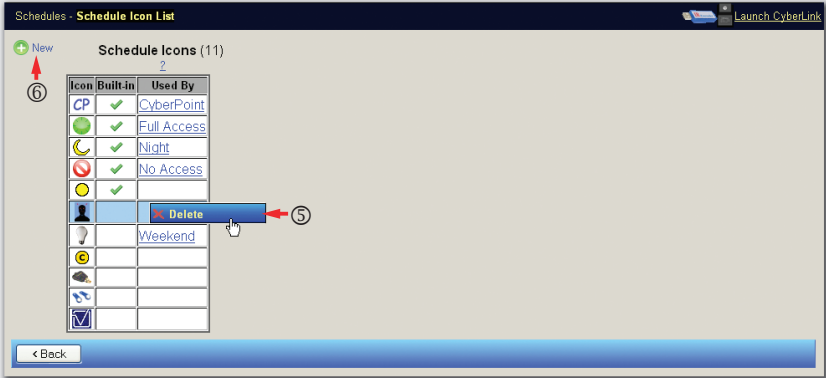 Schedules - Schedule Icon List
Launch CyberLink
New
Schedule Icons (11)
?
Icon Built-in Used By
CP CyberPoint
Full Access
Night
No Access
Delete
Weekend
C
< Back
⑥
⑤